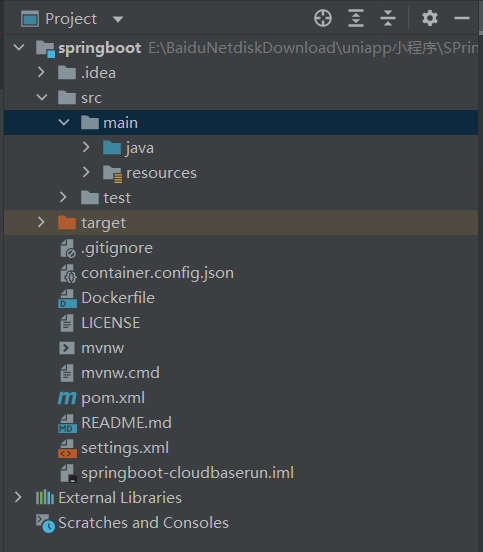 Project
springboot E:\BaiduNetdiskDownload\uniapp小程序\SPrin
.idea
src
main
java
resources
test
target
.gitignore
container.config.json
Dockerfile
LICENSE
mvnw
mvnw.cmd
pom.xml
README.md
settings.xml
springboot-cloudbaserun.iml
External Libraries
Scratches and Consoles